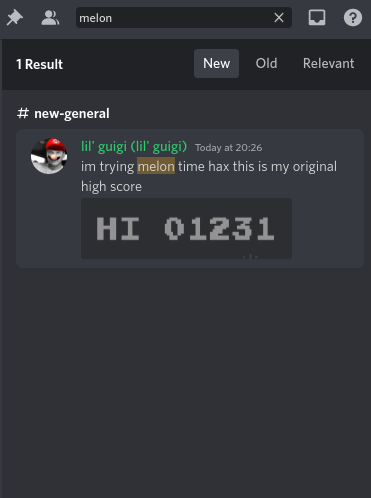 melon
1 Result
New
Old
Relevant
# new-general
lil' guigi (lil' guigi) Today at 20:26
im trying melon time hax this is my original
high score
HI 01231